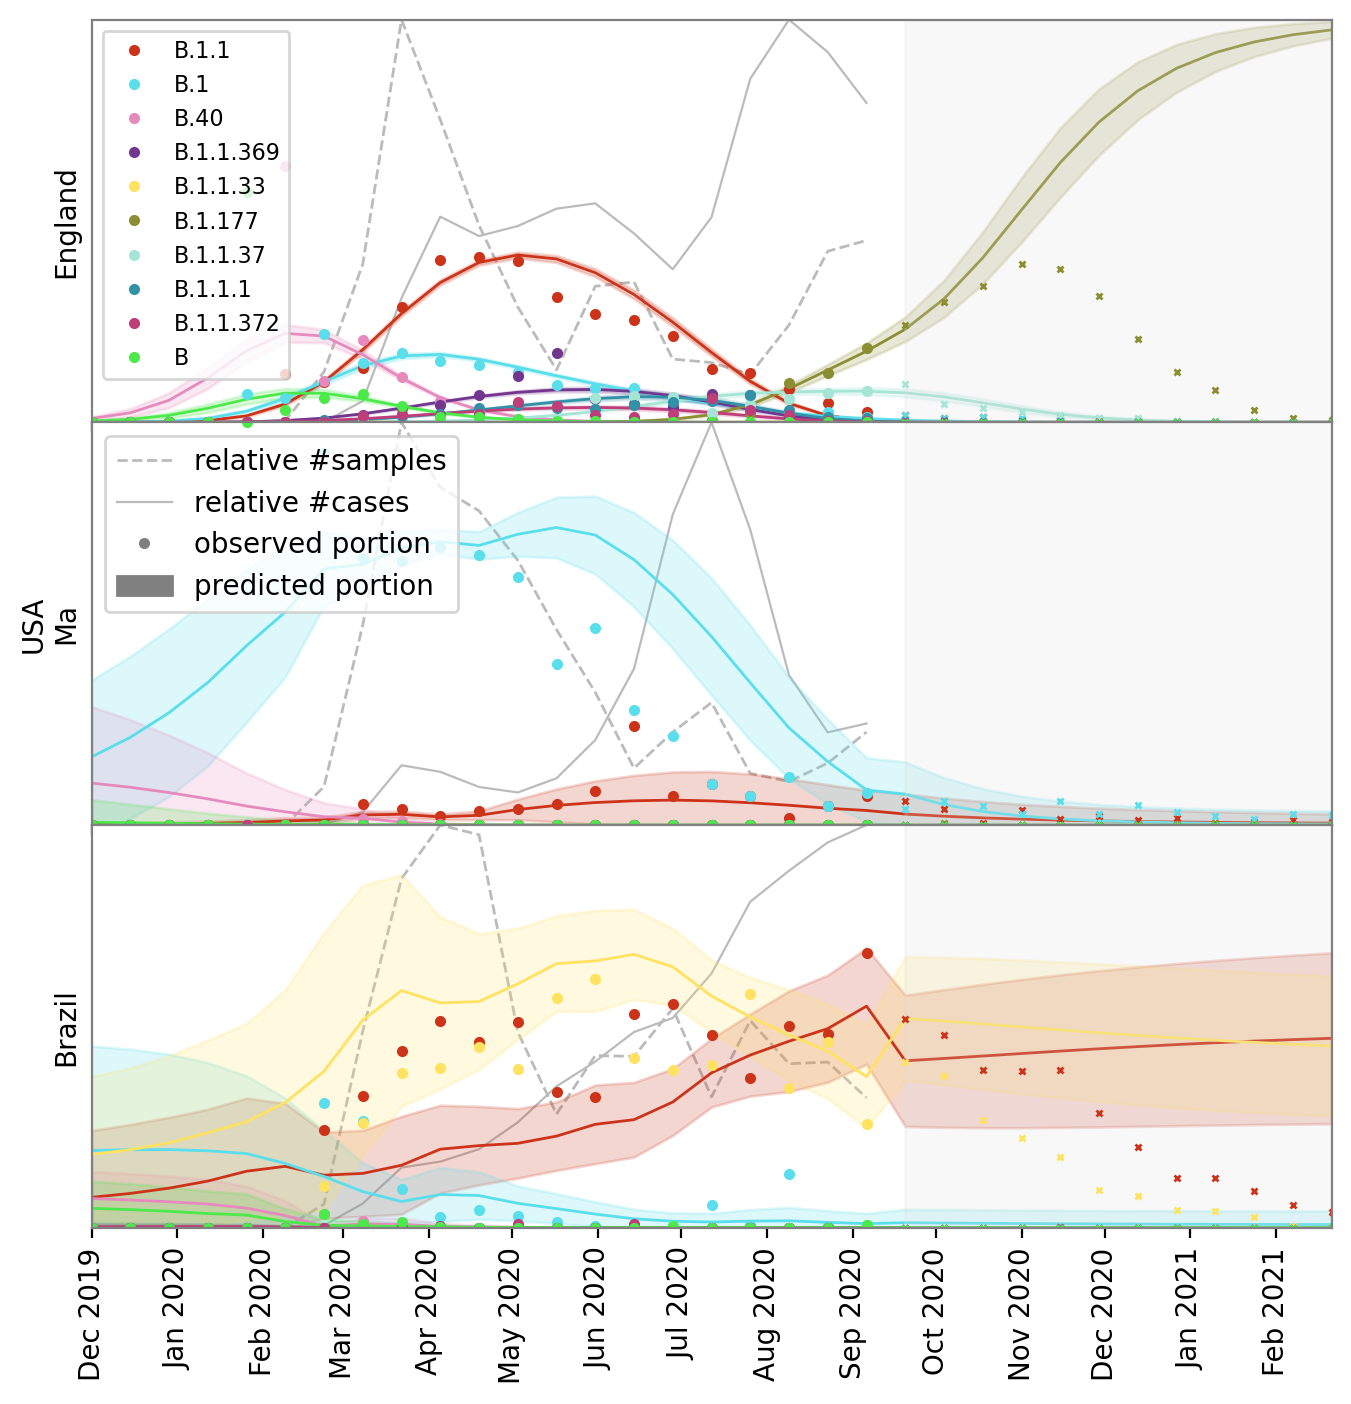 England
B.1.1
B.1
B.40
B.1.1.369
B.1.1.33
B.1.177
B.1.1.37
B.1.1.1
B.1.1.372
B
USA
Ma
relative #samples
relative #cases
observed portion
predicted portion
Brazil
Dec 2019
Jan 2020
Feb 2020
Mar 2020
Apr 2020
May 2020
Jun 2020
Jul 2020
Aug 2020
Sep 2020
Oct 2020
Nov 2020
Dec 2020
Jan 2021
Feb 2021